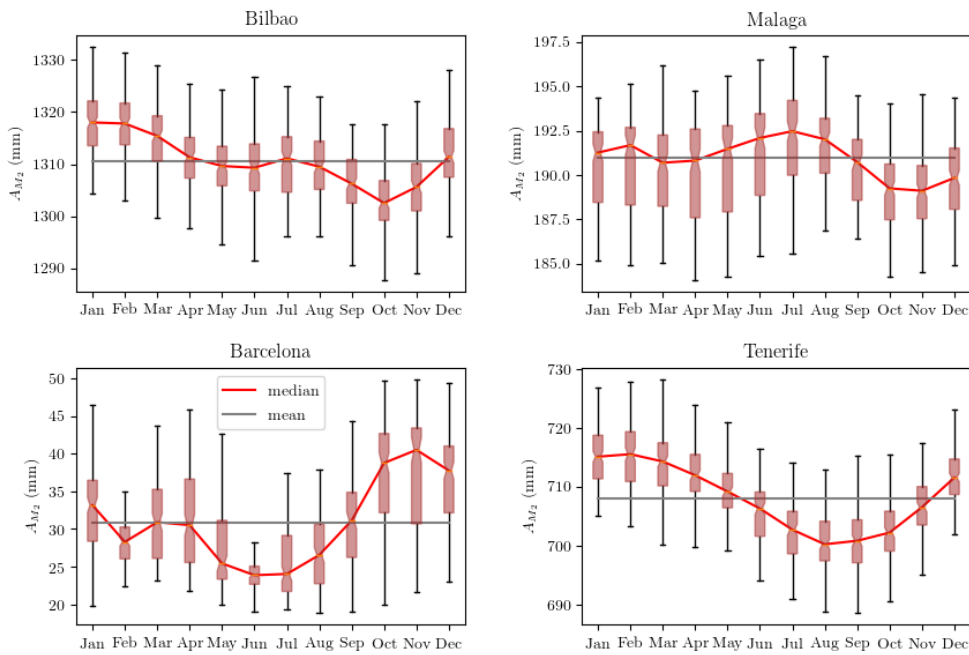 Bilbao
A_{M_2} (mm)
1330
1320
1310
1300
1290
Jan Feb Mar Apr May Jun Jul Aug Sep Oct Nov Dec
Malaga
A_{M_2} (mm)
197.5
195.0
192.5
190.0
187.5
185.0
Jan Feb Mar Apr May Jun Jul Aug Sep Oct Nov Dec
Barcelona
A_{M_2} (mm)
50
45
40
35
30
25
20
median
mean
Jan Feb Mar Apr May Jun Jul Aug Sep Oct Nov Dec
Tenerife
A_{M_2} (mm)
730
720
710
700
690
Jan Feb Mar Apr May Jun Jul Aug Sep Oct Nov Dec